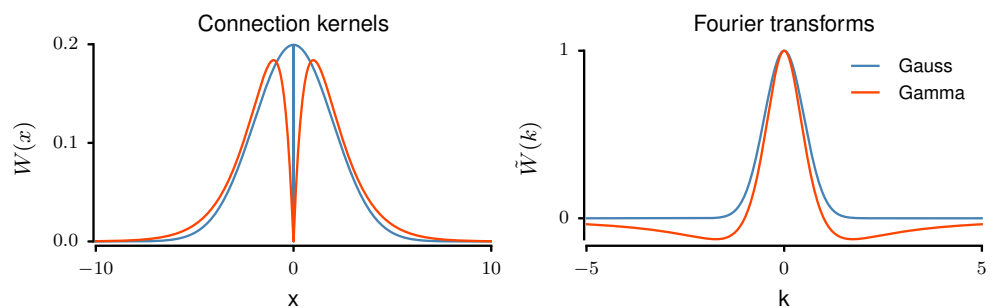 Connection kernels
W(x)
0.2
0.1
0.0
−10
0
10
x
Fourier transforms
W̃(k)
1
0
−5
0
5
k
Gauss
Gamma